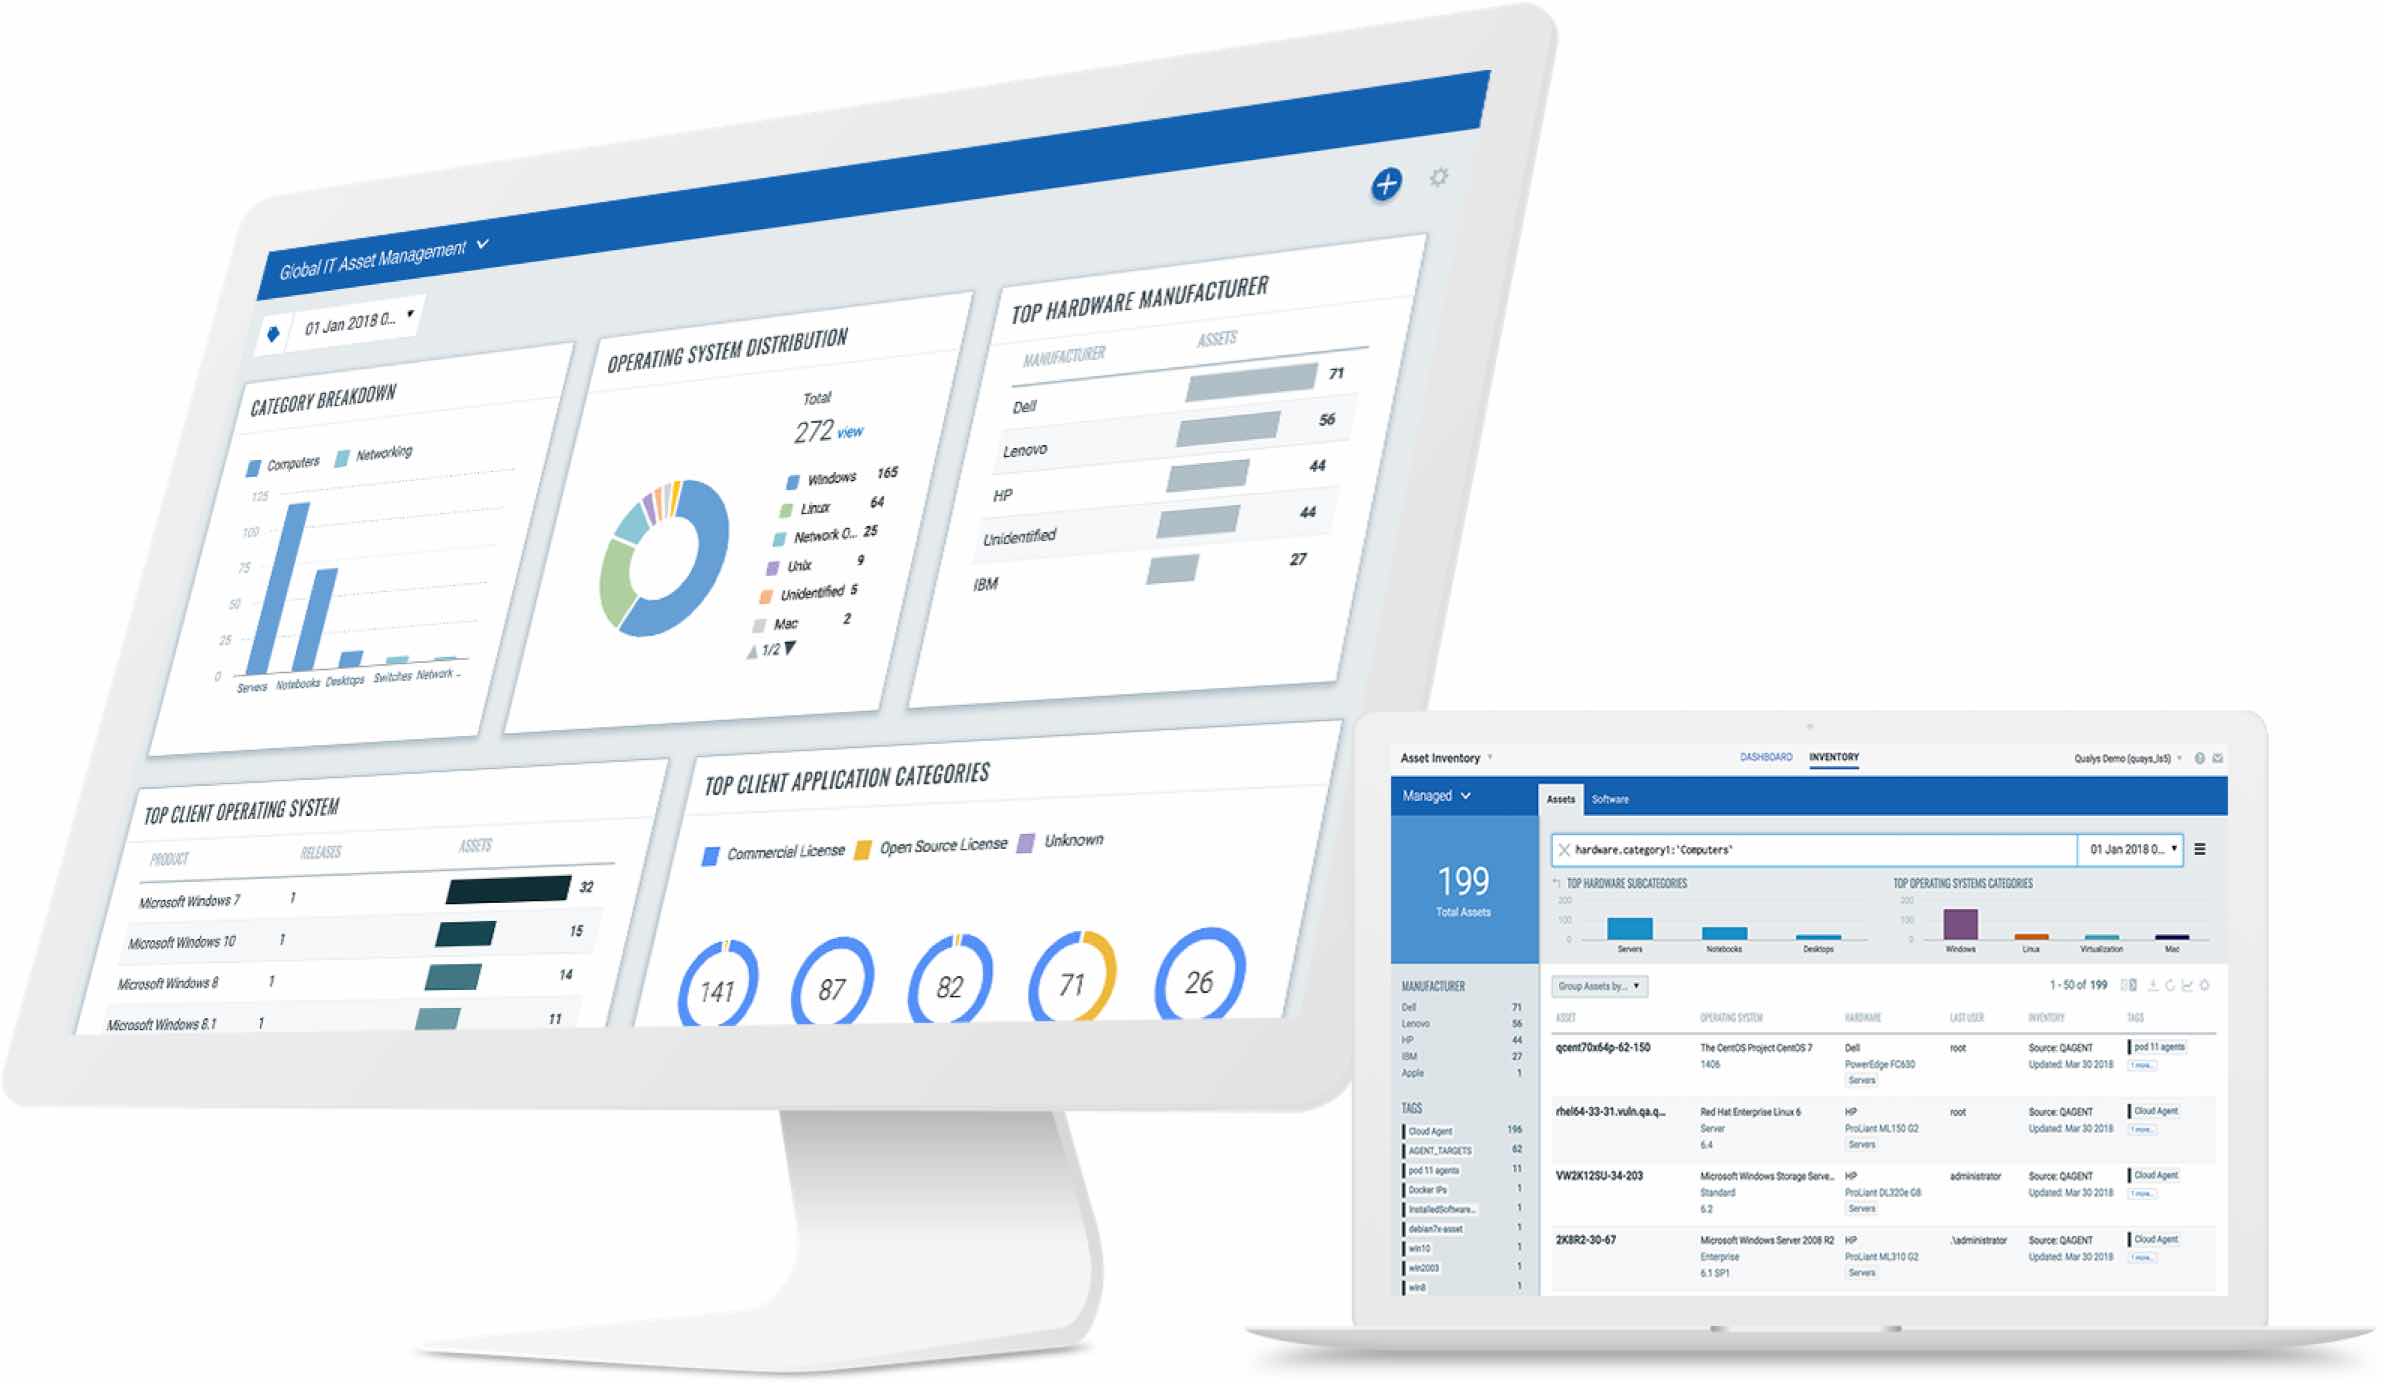 Global IT Asset Management
01 Jan 2018 0...
CATEGORY BREAKDOWN
Computers Networking
125
100
75
50
25
0
Servers Notebooks Desktops Switches Network ...
OPERATING SYSTEM DISTRIBUTION
Total
272 view
Windows 165
Linux 64
Network O... 25
Unix 9
Unidentified 5
Mac 2
1/2
TOP HARDWARE MANUFACTURER
MANUFACTURER ASSETS
Dell 71
Lenovo 56
HP 44
Unidentified 44
IBM 27
TOP CLIENT OPERATING SYSTEM
PRODUCT RELEASES ASSETS
Microsoft Windows 7 1 32
Microsoft Windows 10 1 15
Microsoft Windows 8 1 14
Microsoft Windows 8.1 1 11
TOP CLIENT APPLICATION CATEGORIES
Commercial License Open Source License Unknown
141 87 82 71 26
Asset Inventory DASHBOARD INVENTORY Qualys Demo (quays_ls5)
Managed Assets Software
199
Total Assets
hardware.category1:'Computers' 01 Jan 2018 0...
TOP HARDWARE SUBCATEGORIES
200
100
0
Servers Notebooks Desktops
TOP OPERATING SYSTEMS CATEGORIES
200
100
0
Windows Linux Virtualization Mac
MANUFACTURER
Dell 71
Lenovo 56
HP 44
IBM 27
Apple 1
TAGS
Cloud Agent 196
AGENT_TARGETS 62
pod 11 agents 11
Docker IPs 1
InstalledSoftware... 1
debian7x-asset 1
win10 1
win2003 1
win8 1
Group Assets by... 1 - 50 of 199
ASSET OPERATING SYSTEM HARDWARE LAST USER INVENTORY TAGS
qcent70x64p-62-150 The CentOS Project CentOS 7 Dell root Source: QAGENT pod 11 agents
1406 PowerEdge FC630 Updated: Mar 30 2018 1 more...
Servers
rhel64-33-31.vuln.qa.q... Red Hat Enterprise Linux 6 HP root Source: QAGENT Cloud Agent
Server ProLiant ML150 G2 Updated: Mar 30 2018 1 more...
6.4 Servers
VW2K12SU-34-203 Microsoft Windows Storage Serve... HP administrator Source: QAGENT Cloud Agent
Standard ProLiant DL320e G8 Updated: Mar 30 2018 1 more...
6.2 Servers
2K8R2-30-67 Microsoft Windows Server 2008 R2 HP .\administrator Source: QAGENT Cloud Agent
Enterprise ProLiant ML310 G2 Updated: Mar 30 2018 1 more...
6.1 SP1 Servers